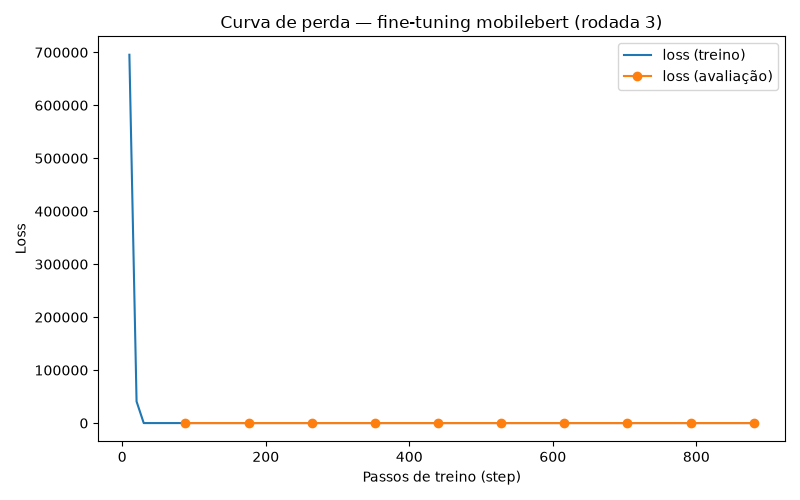 Curva de perda — fine-tuning mobilebert (rodada 3)
loss (treino)
loss (avaliação)
700000
600000
500000
400000
300000
200000
100000
0
Loss
0 200 400 600 800
Passos de treino (step)